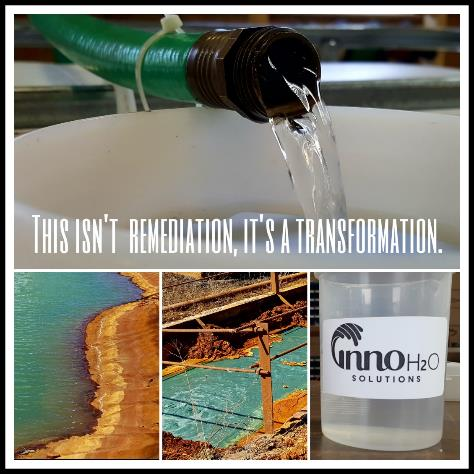 This isn't remediation, it's a transformation.
innoH2O
SOLUTIONS